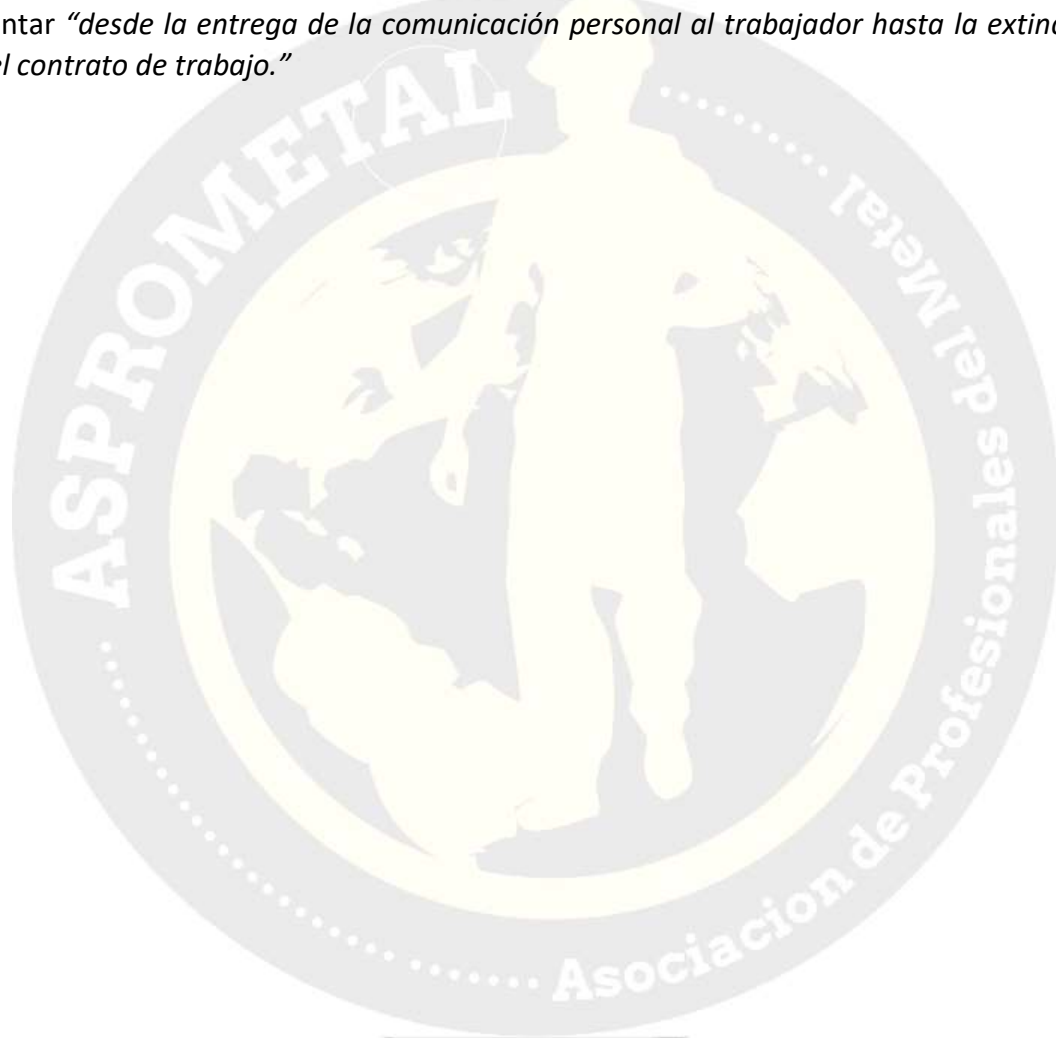 ntar “desde la entrega de la comunicación personal al trabajador hasta la extinc
el contrato de trabajo.”
ASPROMETAL
Asociacion de Profesionales del Metal